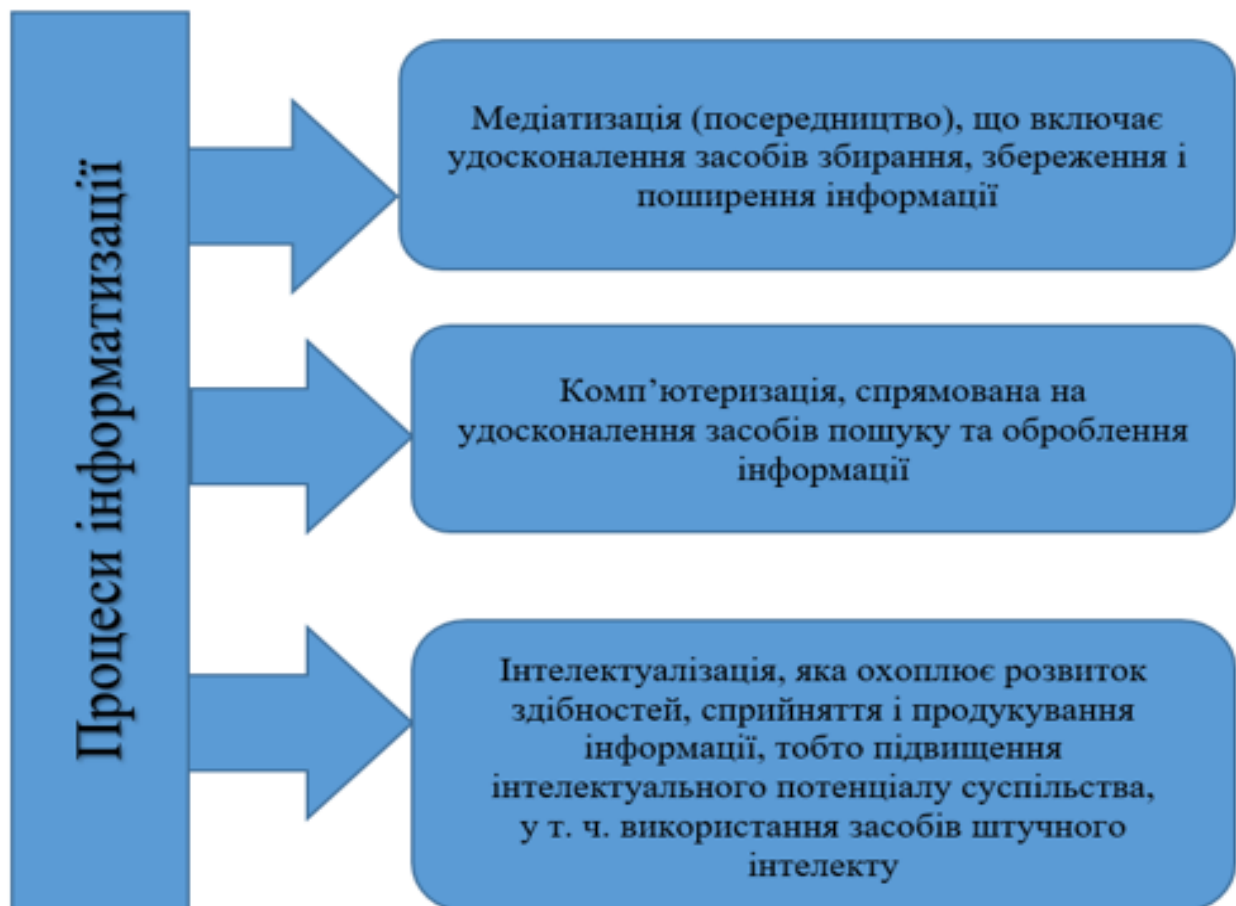 Процеси інформатизації
Медіатизація (посередництво), що включає
удосконалення засобів збирання, збереження і
поширення інформації
Комп’ютеризація, спрямована на
удосконалення засобів пошуку та оброблення
інформації
Інтелектуалізація, яка охоплює розвиток
здібностей, сприйняття і продукування
інформації, тобто підвищення
інтелектуального потенціалу суспільства,
у т. ч. використання засобів штучного
інтелекту